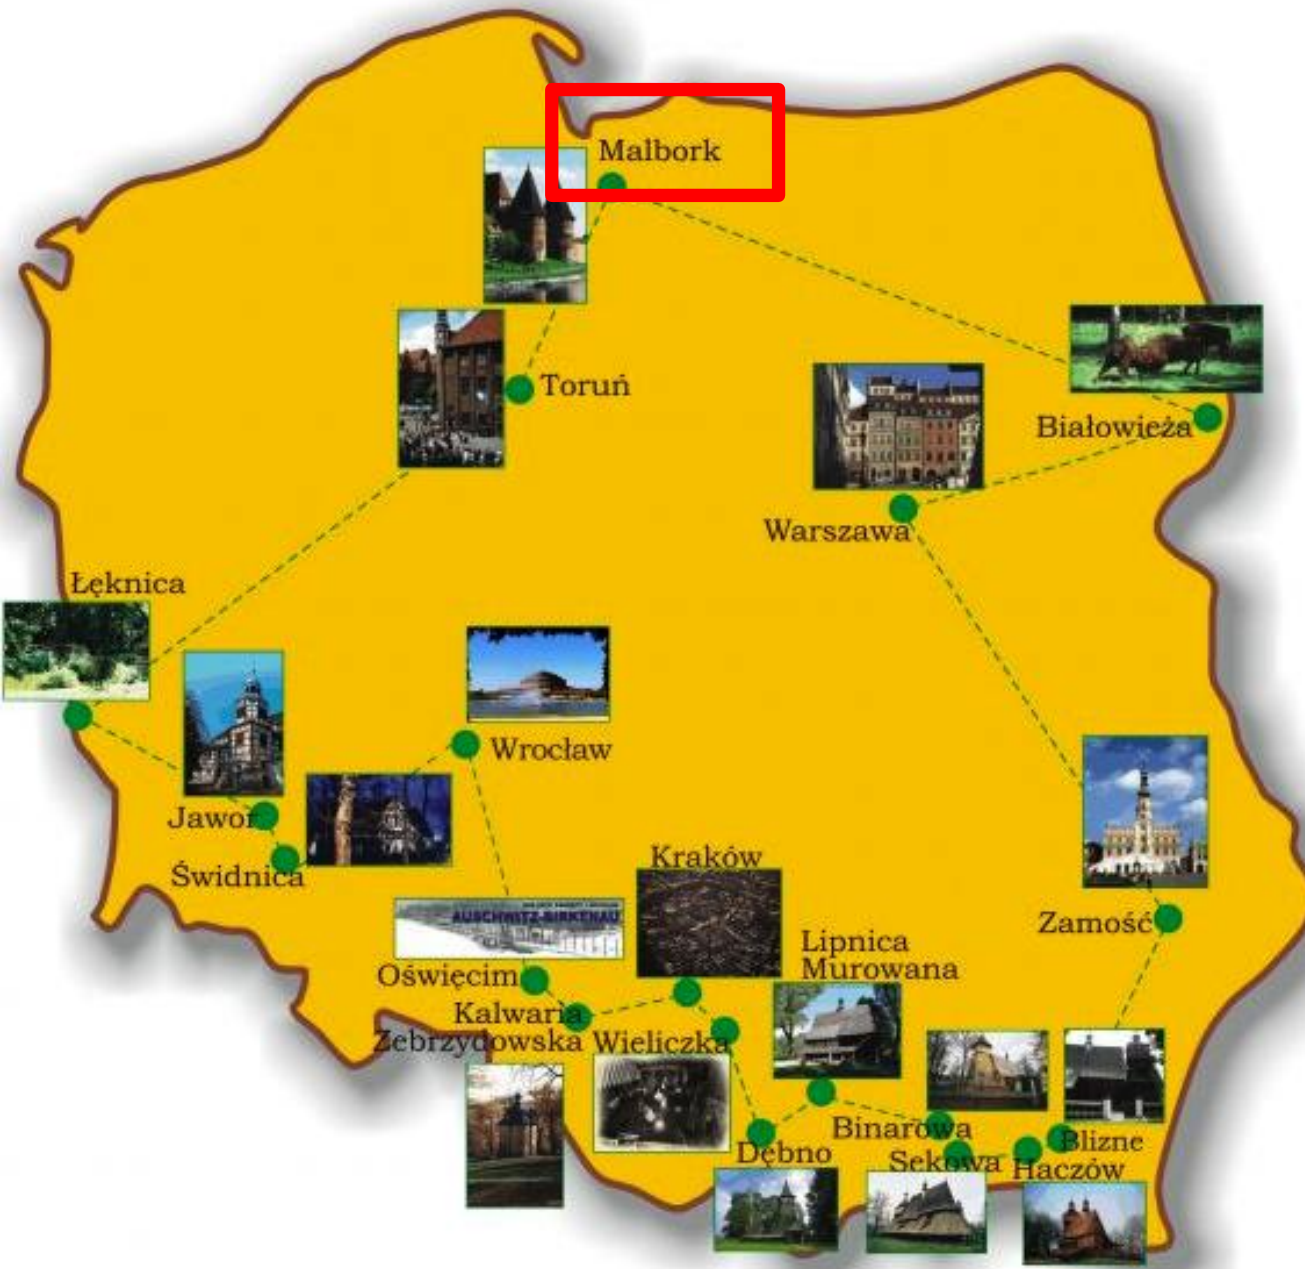 Malbork
Toruń
Białowieża
Warszawa
Łęknica
Wrocław
Jawor
Świdnica
Kraków
AUSCHWITZ-BIRKENAU
Oświęcim
Lipnica
Murowana
Kalwaria
Zebrzydowska
Wieliczka
Zamość
Binarowa
Dębno
Sękowa
Haczów
Blizne